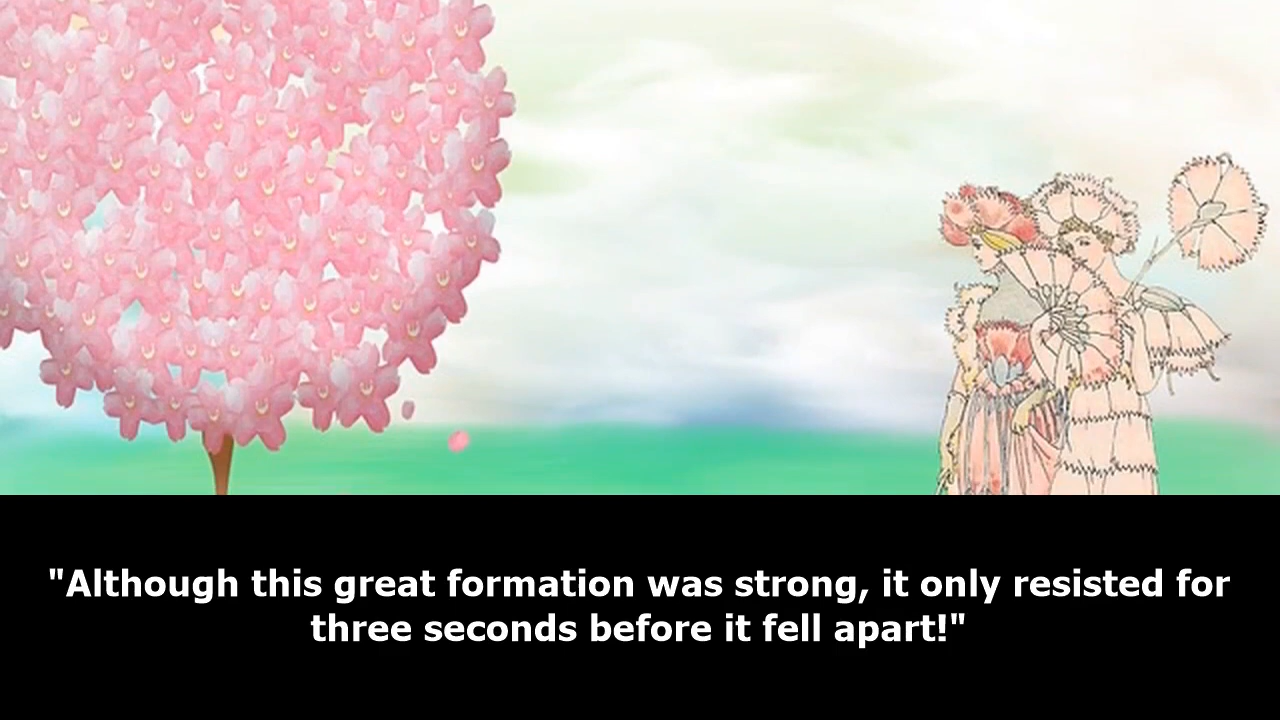 "Although this great formation was strong, it only resisted for
three seconds before it fell apart!"